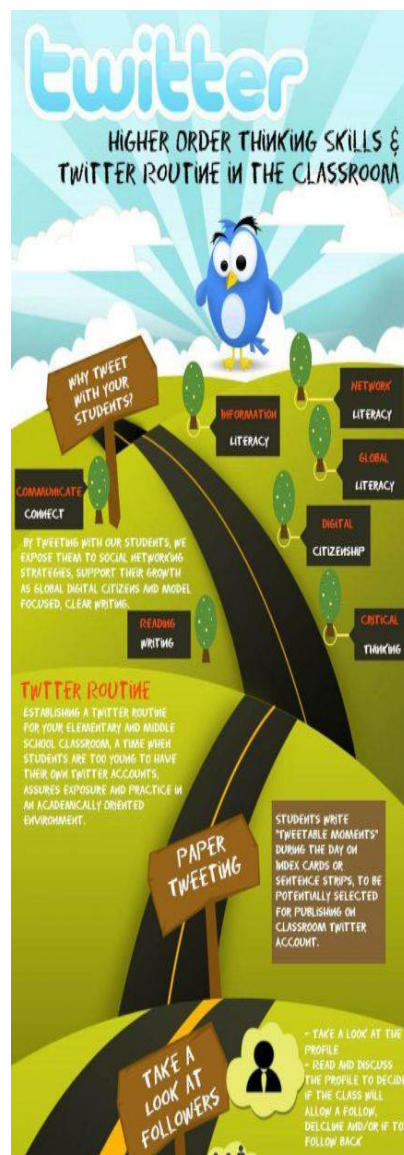 twitter
HIGHER ORDER THINKING SKILLS &
TWITTER ROUTINE IN THE CLASSROOM
WHY TWEET
WITH YOUR
STUDENTS?
INFORMATION
LITERACY
NETWORK
LITERACY
GLOBAL
LITERACY
COMMUNICATE
CONNECT
DIGITAL
CITIZENSHIP
BY TWEETING WITH OUR STUDENTS, WE
EXPOSE THEM TO SOCIAL NETWORKING
STRATEGIES, SUPPORT THEIR GROWTH
AS GLOBAL DIGITAL CITIZENS AND MODEL
FOCUSED, CLEAR WRITING.
READING
WRITING
CRITICAL
THINKING
TWITTER ROUTINE
ESTABLISHING A TWITTER ROUTINE
FOR YOUR ELEMENTARY AND MIDDLE
SCHOOL CLASSROOM, A TIME WHEN
STUDENTS ARE TOO YOUNG TO HAVE
THEIR OWN TWITTER ACCOUNTS,
ASSURES EXPOSURE AND PRACTICE IN
AN ACADEMICALLY ORIENTED
ENVIRONMENT.
PAPER
TWEETING
STUDENTS WRITE
"TWEETABLE MOMENTS"
DURING THE DAY ON
INDEX CARDS OR
SENTENCE STRIPS, TO BE
POTENTIALLY SELECTED
FOR PUBLISHING ON
CLASSROOM TWITTER
ACCOUNT.
TAKE A
LOOK AT
FOLLOWERS
- TAKE A LOOK AT THE
PROFILE
- READ AND DISCUSS
THE PROFILE TO DECIDE
IF THE CLASS WILL
ALLOW A FOLLOW,
DELCLINE AND/OR IF TO
FOLLOW BACK